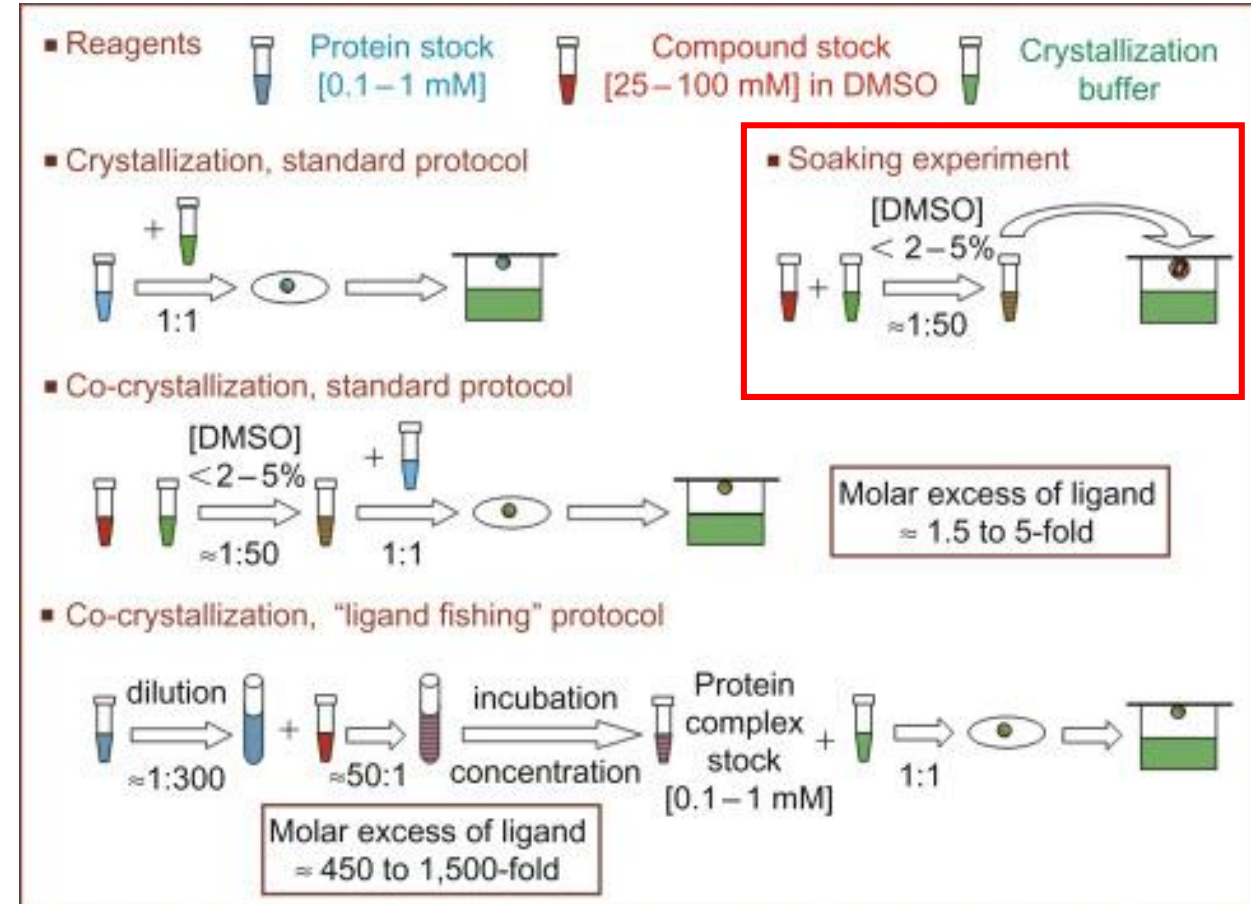 ▪ Reagents
Protein stock
[0.1–1 mM]
Compound stock
[25–100 mM] in DMSO
Crystallization
buffer
▪ Crystallization, standard protocol
+
1:1
▪ Soaking experiment
[DMSO]
< 2–5%
+
≈1:50
▪ Co-crystallization, standard protocol
[DMSO]
<2–5%
+
≈1:50
1:1
Molar excess of ligand
≈ 1.5 to 5-fold
▪ Co-crystallization, “ligand fishing” protocol
dilution
≈1:300
+
≈50:1
incubation
concentration
Protein
complex
stock
[0.1–1 mM]
+
1:1
Molar excess of ligand
≈ 450 to 1,500-fold